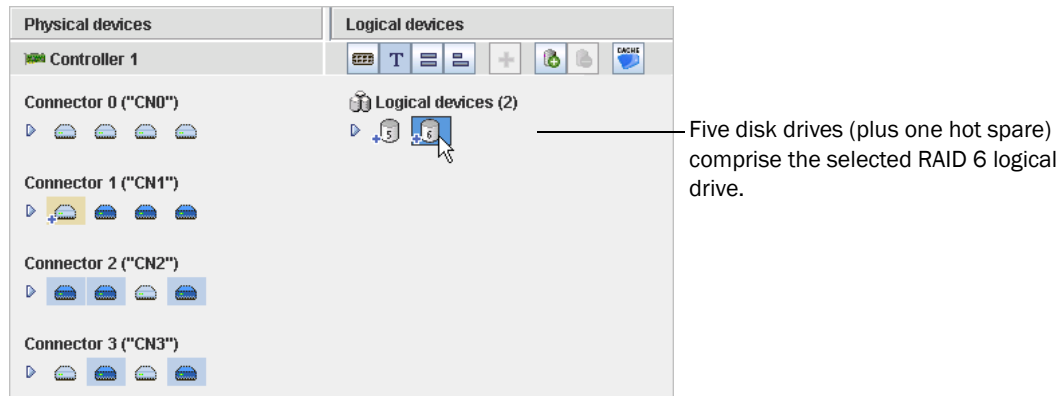 Physical devices
Logical devices
Controller 1
T
CACHE
Connector 0 ("CN0")
Logical devices (2)
5
6
Five disk drives (plus one hot spare)
comprise the selected RAID 6 logical
drive.
Connector 1 ("CN1")
Connector 2 ("CN2")
Connector 3 ("CN3")